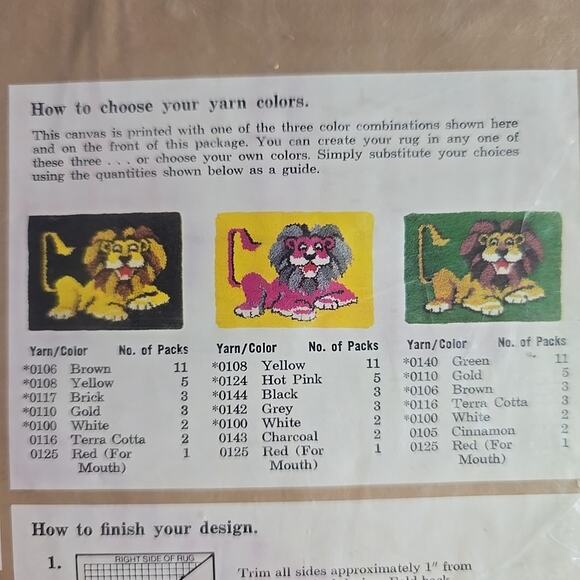 How to choose your yarn colors.
This canvas is printed with one of the three color combinations shown here
and on the front of this package. You can create your rug in any one of
these three . . . or choose your own colors. Simply substitute your choices
using the quantities shown below as a guide.
Yarn/Color No. of Packs
*0106 Brown 11
*0108 Yellow 5
*0117 Brick 3
*0110 Gold 3
*0100 White 2
0116 Terra Cotta 2
0125 Red (For 1
Mouth)
Yarn/Color No. of Packs
*0108 Yellow 11
*0124 Hot Pink 5
*0144 Black 3
*0142 Grey 3
*0100 White 2
0143 Charcoal 2
0125 Red (For 1
Mouth)
Yarn/Color No. of Packs
*0140 Green 11
*0110 Gold 5
*0106 Brown 3
*0116 Terra Cotta 3
*0100 White 2
0105 Cinnamon 2
0125 Red (For 1
Mouth)
How to finish your design.
1.
RIGHT SIDE OF RUG
Trim all sides approximately 1" from